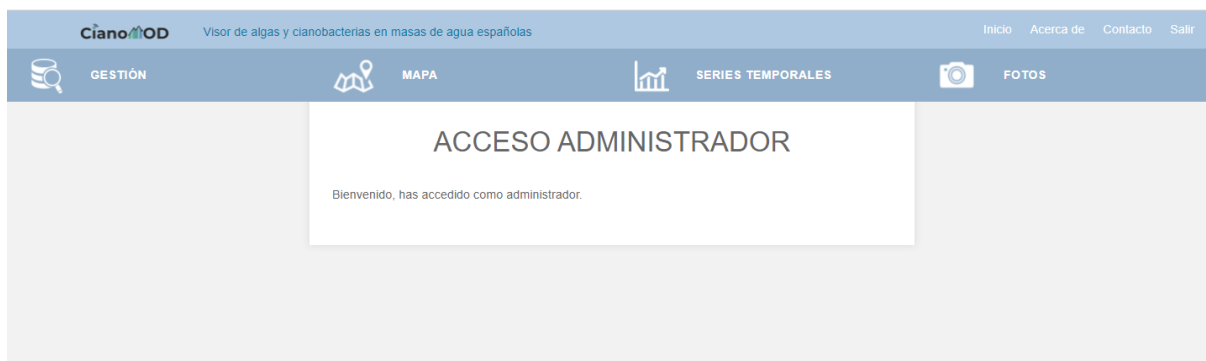 CianoMOD
Visor de algas y cianobacterias en masas de agua españolas
Inicio Acerca de Contacto Salir
GESTIÓN
MAPA
SERIES TEMPORALES
FOTOS
ACCESO ADMINISTRADOR
Bienvenido, has accedido como administrador.